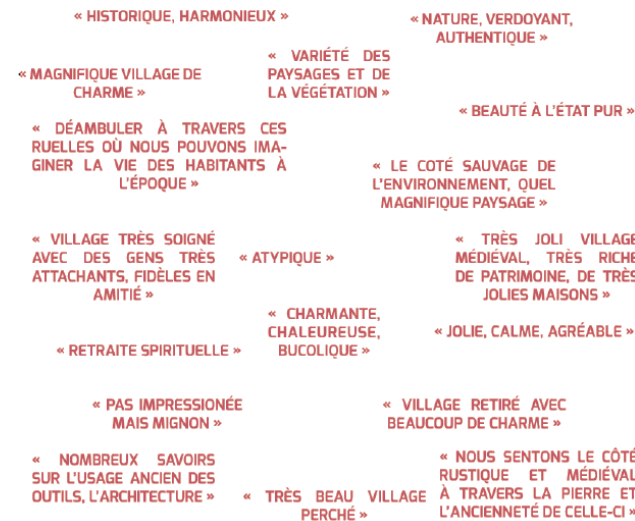 « HISTORIQUE, HARMONIEUX »
« NATURE, VERDOYANT,
AUTHENTIQUE »
« VARIÉTÉ DES
PAYSAGES ET DE
LA VÉGÉTATION »
« MAGNIFIQUE VILLAGE DE
CHARME »
« BEAUTÉ À L'ÉTAT PUR »
« DÉAMBULER À TRAVERS CES
RUELLES OÙ NOUS POUVONS IMA-
GINER LA VIE DES HABITANTS À
L'ÉPOQUE »
« LE COTÉ SAUVAGE DE
L'ENVIRONNEMENT, QUEL
MAGNIFIQUE PAYSAGE »
« VILLAGE TRÈS SOIGNÉ
AVEC DES GENS TRÈS
ATTACHANTS, FIDÈLES EN
AMITIÉ »
« ATYPIQUE »
« TRÈS JOLI VILLAGE
MÉDIÉVAL, TRÈS RICHE
DE PATRIMOINE, DE TRÈS
JOLIES MAISONS »
« CHARMANTE,
CHALEUREUSE,
BUCOLIQUE »
« JOLIE, CALME, AGRÉABLE »
« RETRAITE SPIRITUELLE »
« PAS IMPRESSIONÉE
MAIS MIGNON »
« VILLAGE RETIRÉ AVEC
BEAUCOUP DE CHARME »
« NOMBREUX SAVOIRS
SUR L'USAGE ANCIEN DES
OUTILS, L'ARCHITECTURE »
« TRÈS BEAU VILLAGE
PERCHÉ »
« NOUS SENTONS LE CÔTÉ
RUSTIQUE ET MÉDIÉVAL
À TRAVERS LA PIERRE ET
L'ANCIENNETÉ DE CELLE-CI »